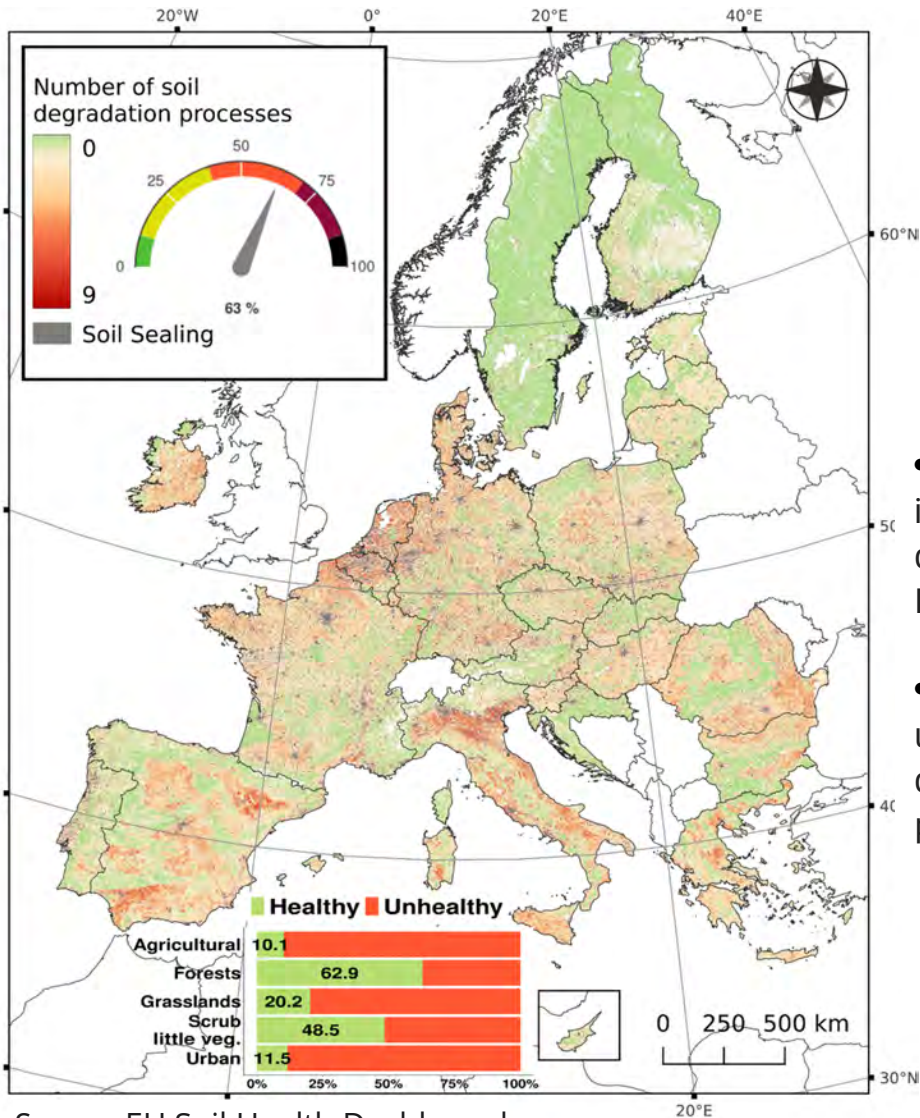 20°W 0° 20°E 40°E
Number of soil
degradation processes
0
9
0 25 50 75 100
63 %
Soil Sealing
60°N
50
40
30°N
20°E
Healthy Unhealthy
Agricultural 10.1
Forests 62.9
Grasslands 20.2
Scrub
little veg. 48.5
Urban 11.5
0% 25% 50% 75% 100%
0 250 500 km
•
•